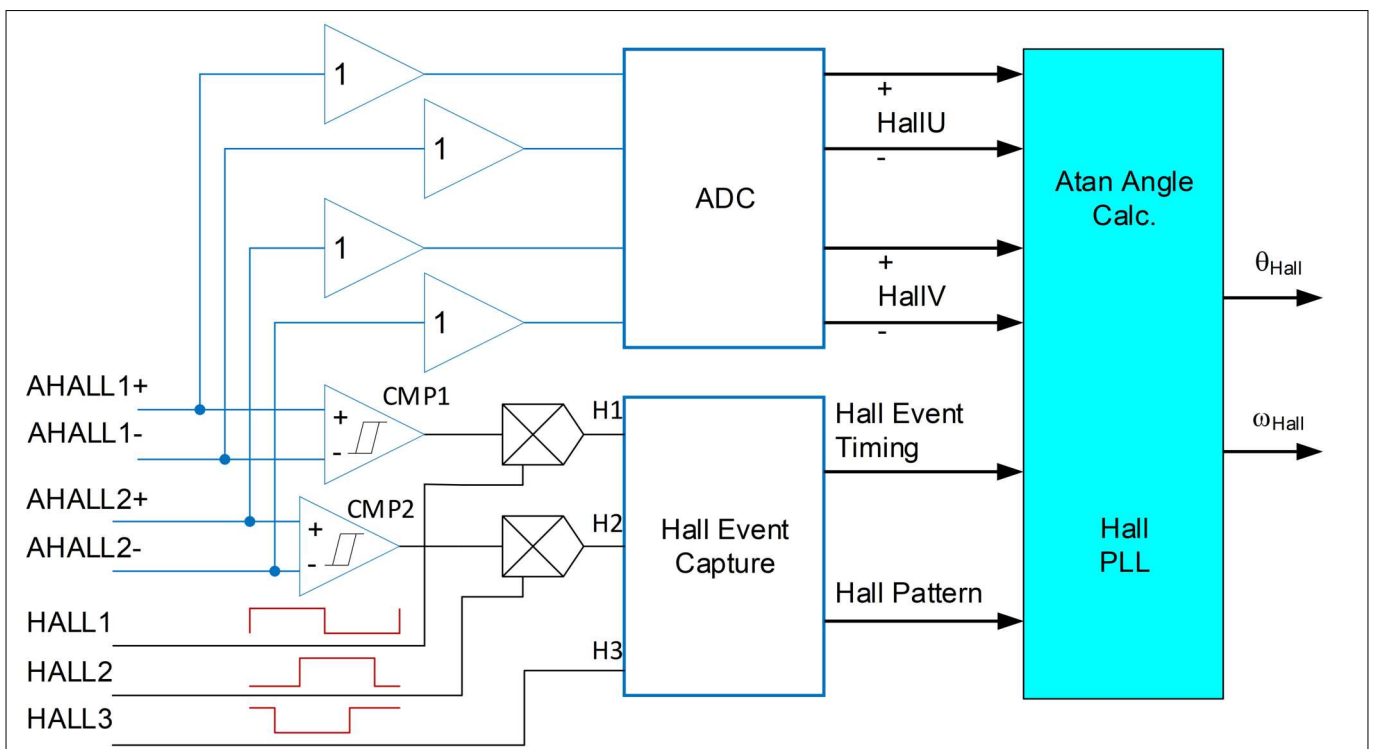 1
1
1
1
ADC
+
HallU
-
+
HallV
-
Atan Angle
Calc.
Hall
PLL
θHall
ωHall
AHALL1+
AHALL1-
AHALL2+
AHALL2-
+
-
CMP1
+
-
CMP2
H1
H2
H3
Hall Event
Capture
Hall Event
Timing
Hall Pattern
HALL1
HALL2
HALL3